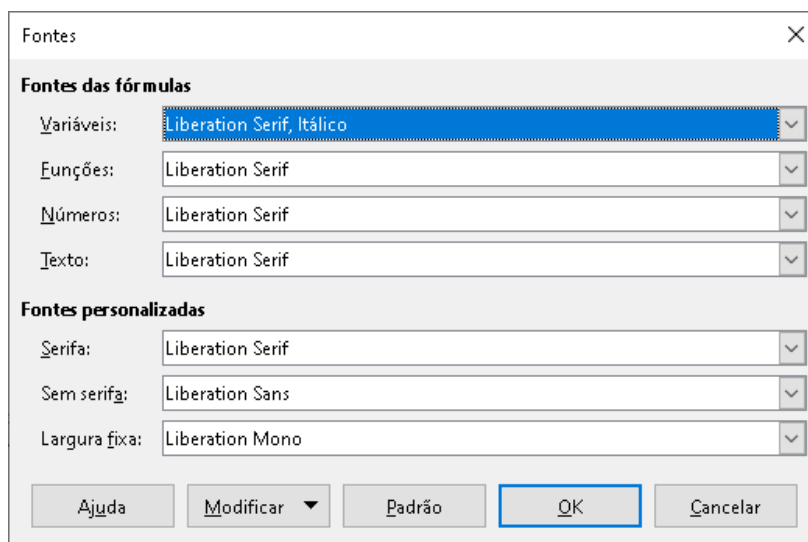 Fontes
Fontes das fórmulas
Variáveis: Liberation Serif, Itálico
Funções: Liberation Serif
Números: Liberation Serif
Texto: Liberation Serif
Fontes personalizadas
Serifa: Liberation Serif
Sem serifa: Liberation Sans
Largura fixa: Liberation Mono
Ajuda Modificar Padrão OK Cancelar